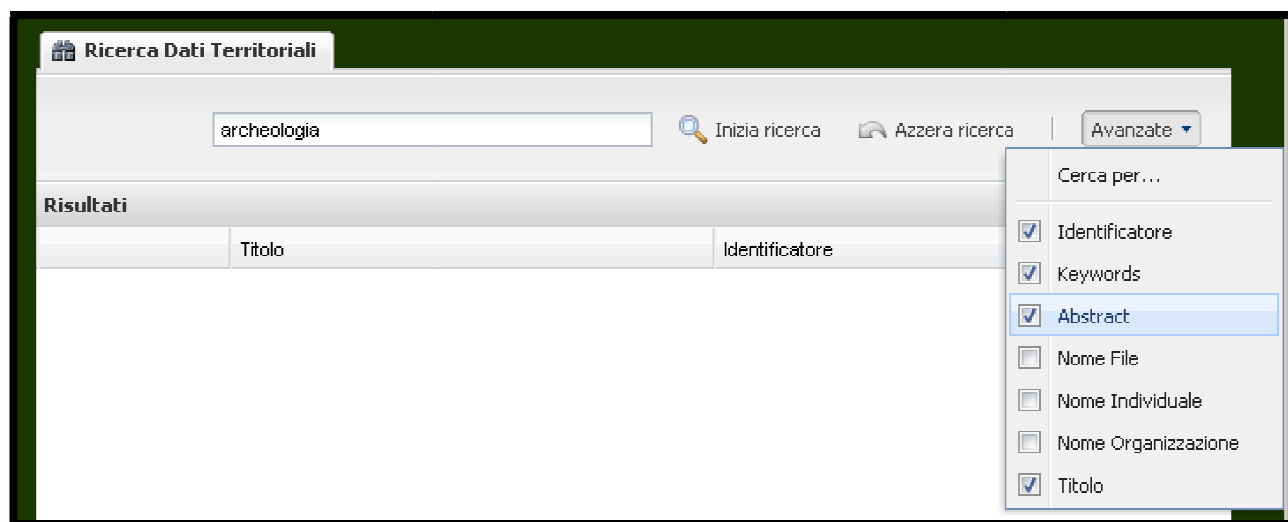 Ricerca Dati Territoriali
archeologia
Inizia ricerca
Azzera ricerca
Avanzate
Cerca per...
Risultati
Titolo
Identificatore
Identificatore
Keywords
Abstract
Nome File
Nome Individuale
Nome Organizzazione
Titolo